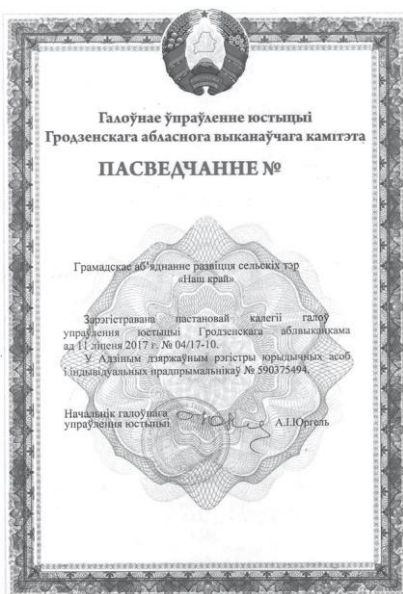 Галоўнае ўпраўленне юстыцыі
Гродзенскага абласнога выканаўчага камітэта
ПАСВЕДЧАННЕ №
Грамадскае аб'яднанне развіцця сельскіх тэр
«Наш край»
Зарэгістравана пастановай калегіі галоў
упраўлення юстыцыі Гродзенскага аблвыканкама
ад 11 ліпеня 2017 г. № 04/17-10.
У Адзіным дзяржаўным рэгістры юрыдычных асоб
і індывідуальных прадпрымальнікаў № 590375494.
Начальнік галоўнага
упраўлення юстыцыі А.І.Юргель